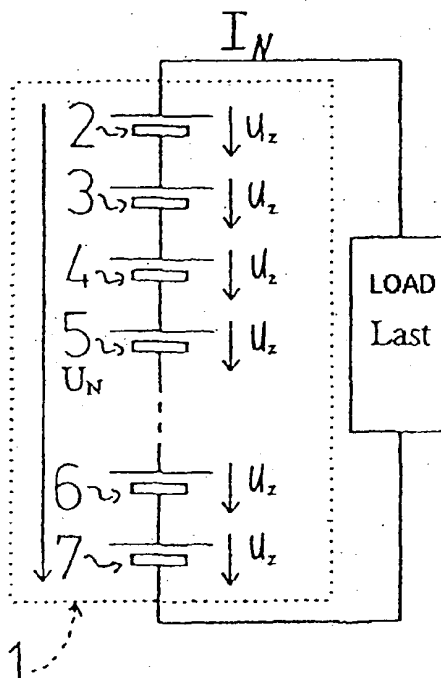 I_N
2 U_z
3 U_z
4 U_z
LOAD
Last
5 U_z
U_N
6 U_z
7 U_z
1